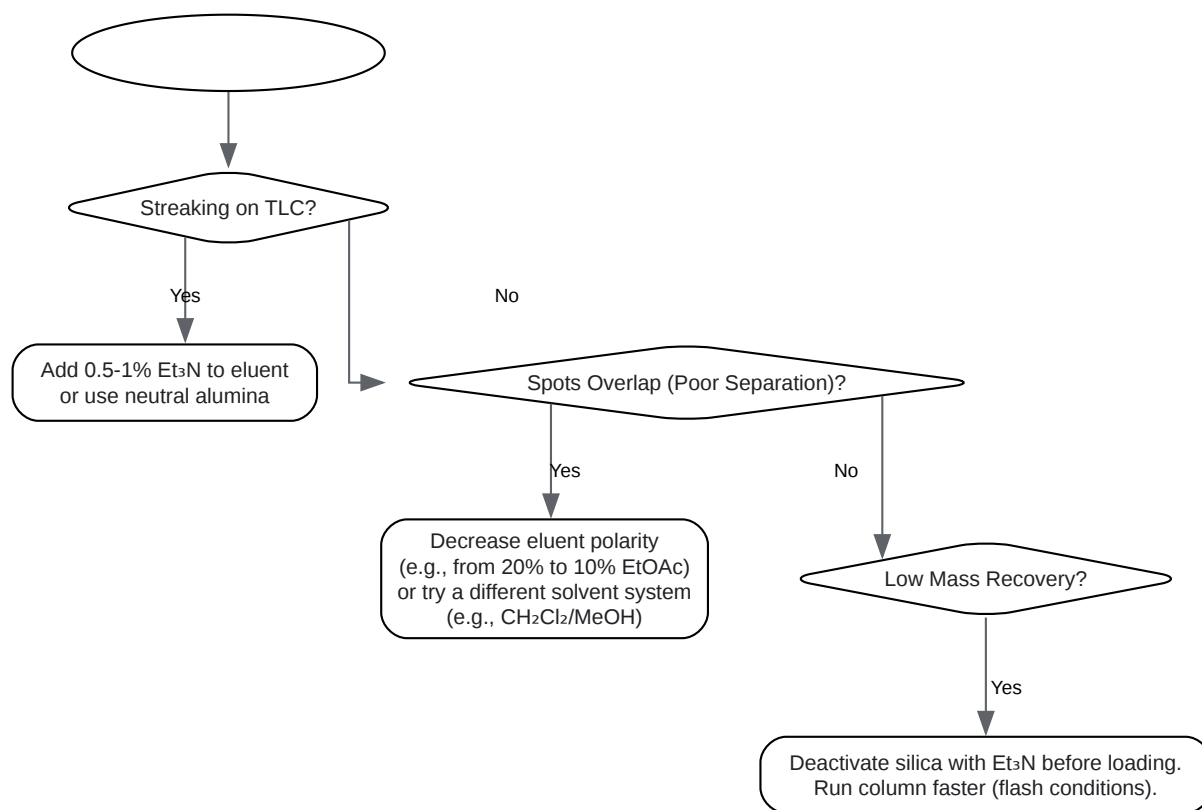 Streaking on TLC?
Yes
No
Add 0.5-1% Et₃N to eluent
or use neutral alumina
Spots Overlap (Poor Separation)?
Yes
No
Decrease eluent polarity
(e.g., from 20% to 10% EtOAc)
or try a different solvent system
(e.g., CH₂Cl₂/MeOH)
Low Mass Recovery?
Yes
Deactivate silica with Et₃N before loading.
Run column faster (flash conditions).